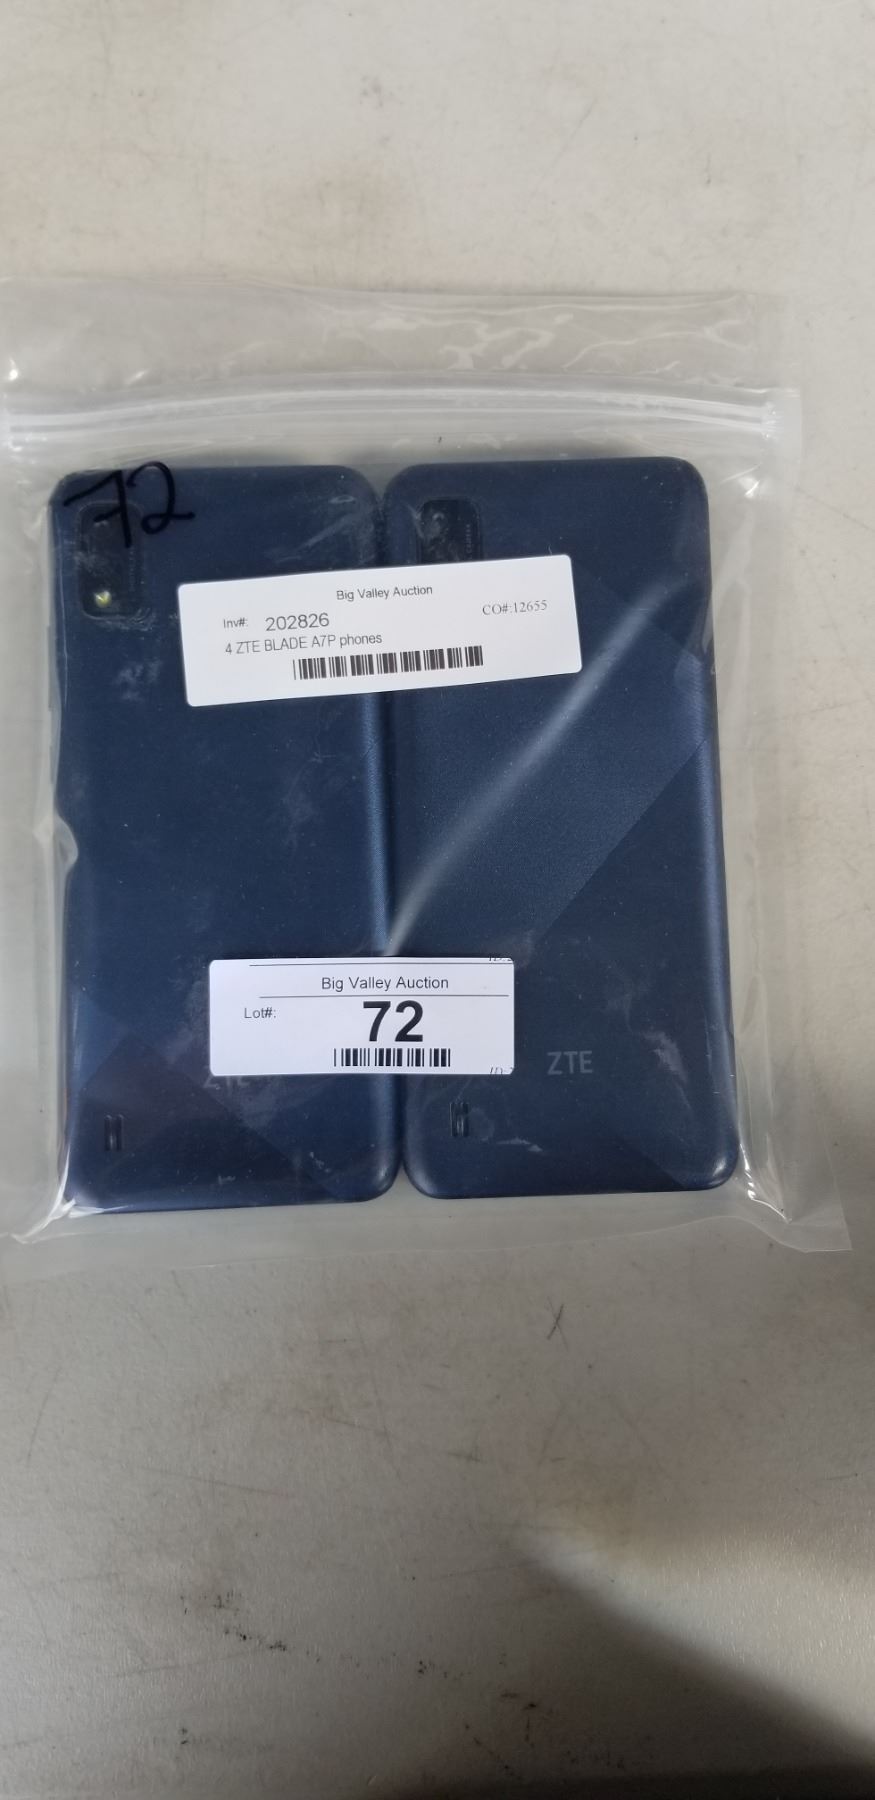 72
Big Valley Auction
Inv#: 202826 CO#:12655
4 ZTE BLADE A7P phones
Big Valley Auction
Lot#: 72
ZTE
ZTE